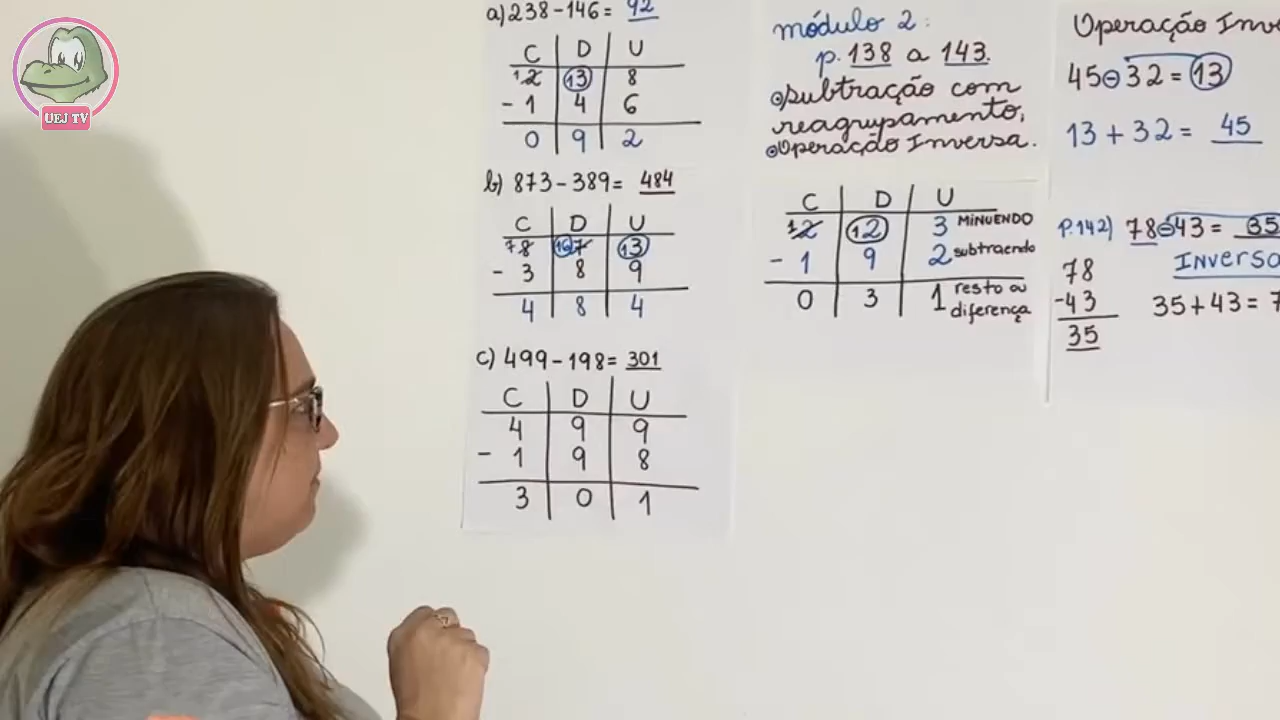 UEJ TV
a) 238 - 146 = 92
C D U
12 13 8
- 1 4 6
0 9 2
b) 873 - 389 = 484
C D U
78 167 13
- 3 8 9
4 8 4
c) 499 - 198 = 301
C D U
4 9 9
- 1 9 8
3 0 1
módulo 2:
p. 138 a 143.
subtração com
reagrupamento,
Operação Inversa.
C D U
12 12 3 MINUENDO
- 1 9 2 subtraendo
0 3 1 resto ou
diferença
Operação Inve
45 - 32 = 13
13 + 32 = 45
p.142) 78 - 43 = 35
INVERSO
78
-43
35
35 + 43 = 7